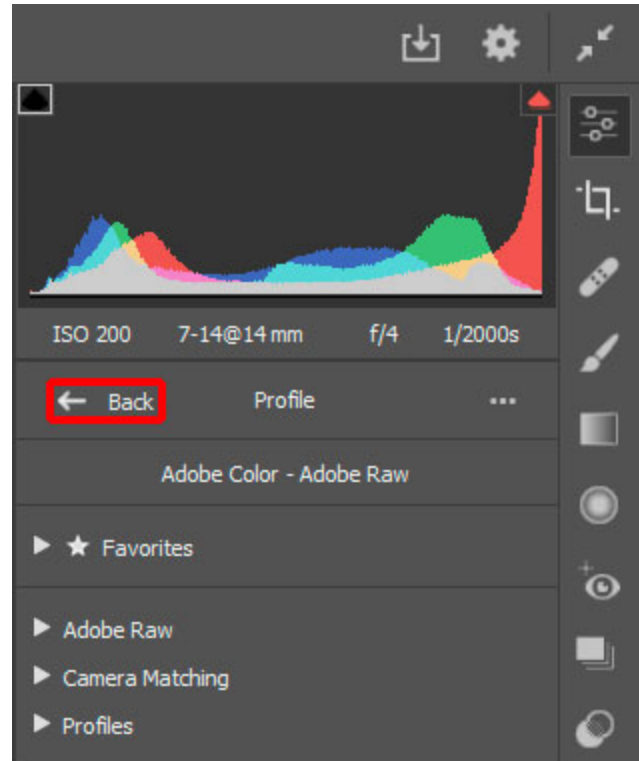 ISO 200 7-14@14 mm f/4 1/2000s
Back Profile
Adobe Color - Adobe Raw
Favorites
Adobe Raw
Camera Matching
Profiles